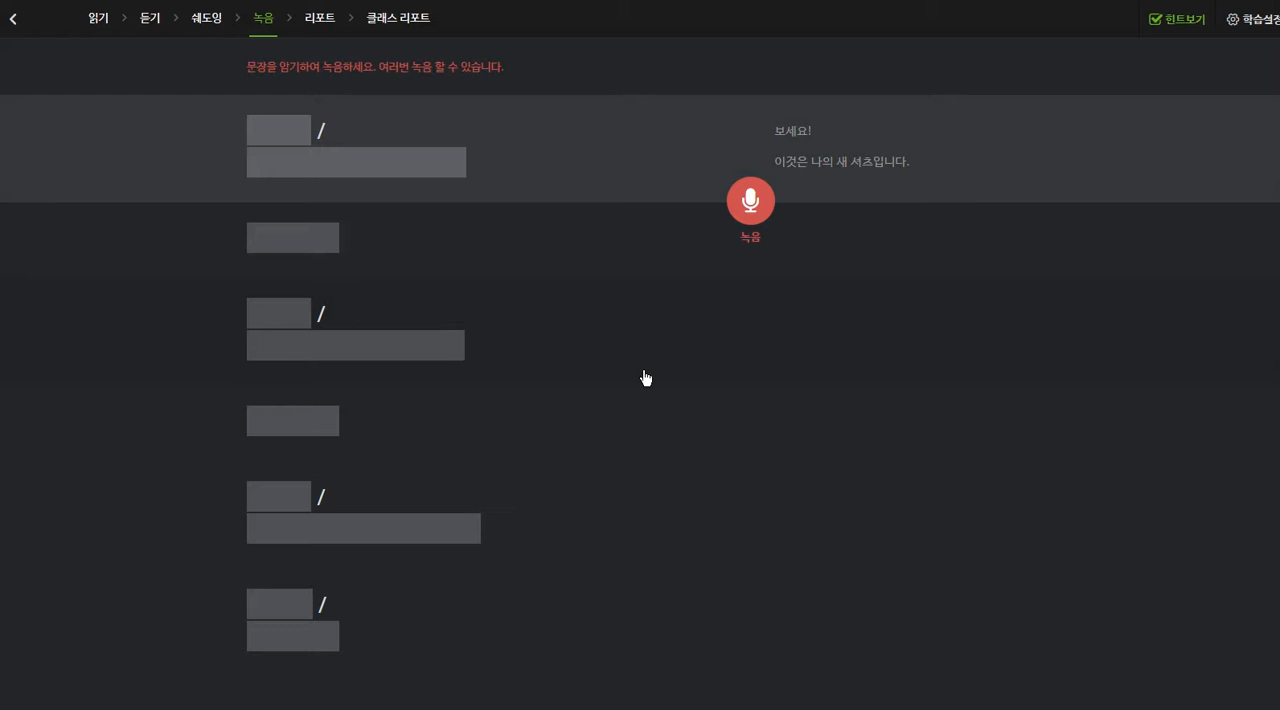 읽기 > 듣기 > 쉐도잉 > 녹음 > 리포트 > 클래스 리포트
힌트보기
학습설정
문장을 암기하여 녹음하세요. 여러번 녹음 할 수 있습니다.
/
보세요!
이것은 나의 새 셔츠입니다.
녹음
/
/
/